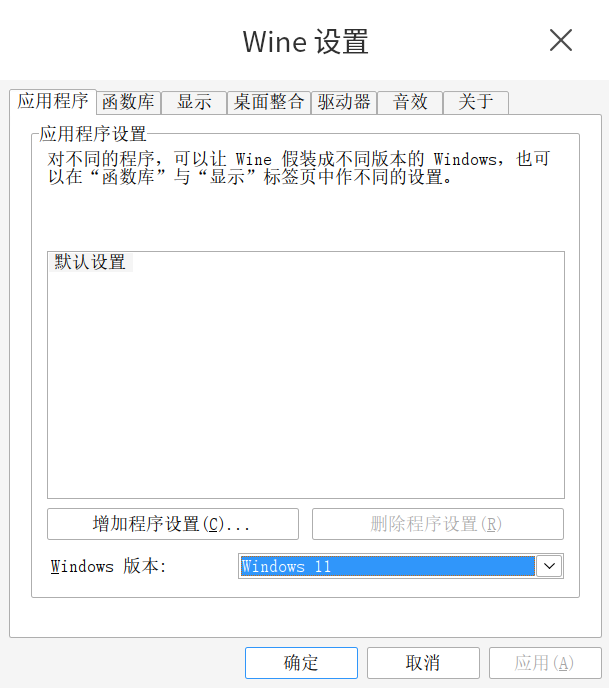 Wine 设置
应用程序 函数库 显示 桌面整合 驱动器 音效 关于
应用程序设置
对不同的程序，可以让 Wine 假装成不同版本的 Windows，也可
以在“函数库”与“显示”标签页中作不同的设置。
默认设置
增加程序设置(C)... 删除程序设置(R)
Windows 版本: Windows 11
确定 取消 应用(A)